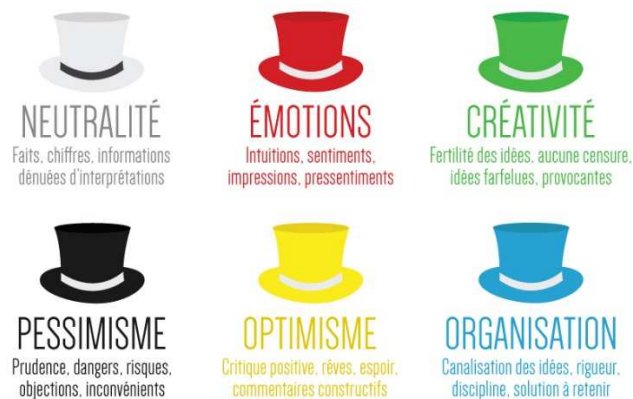 NEUTRALITÉ
Faits, chiffres, informations
dénuées d'interprétations
ÉMOTIONS
Intuitions, sentiments,
impressions, pressentiments
CRÉATIVITÉ
Fertilité des idées, aucune censure,
idées farfelues, provocantes
PESSIMISME
Prudence, dangers, risques,
objections, inconvénients
OPTIMISME
Critique positive, rêves, espoir,
commentaires constructifs
ORGANISATION
Canalisation des idées, rigueur,
discipline, solution à retenir